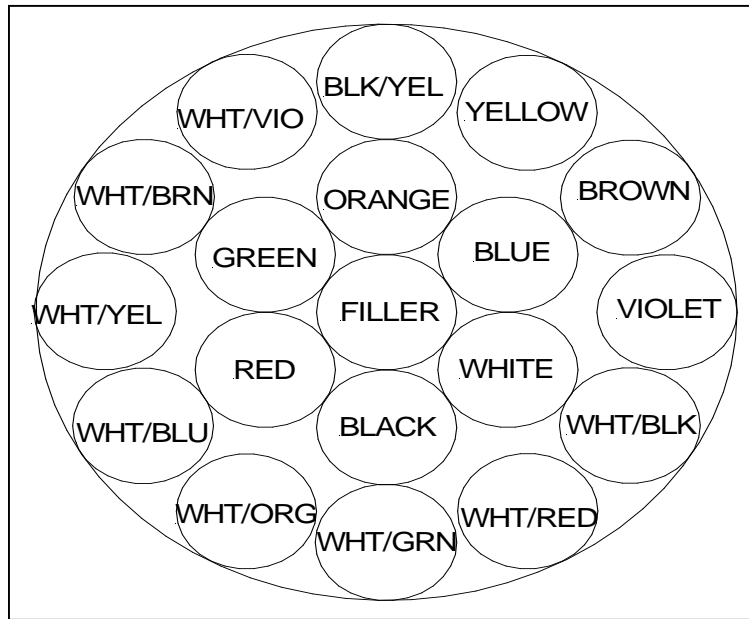 BLK/YEL
WHT/VIO
YELLOW
WHT/BRN
ORANGE
BROWN
GREEN
BLUE
WHT/YEL
FILLER
VIOLET
RED
WHITE
WHT/BLU
BLACK
WHT/BLK
WHT/ORG
WHT/GRN
WHT/RED